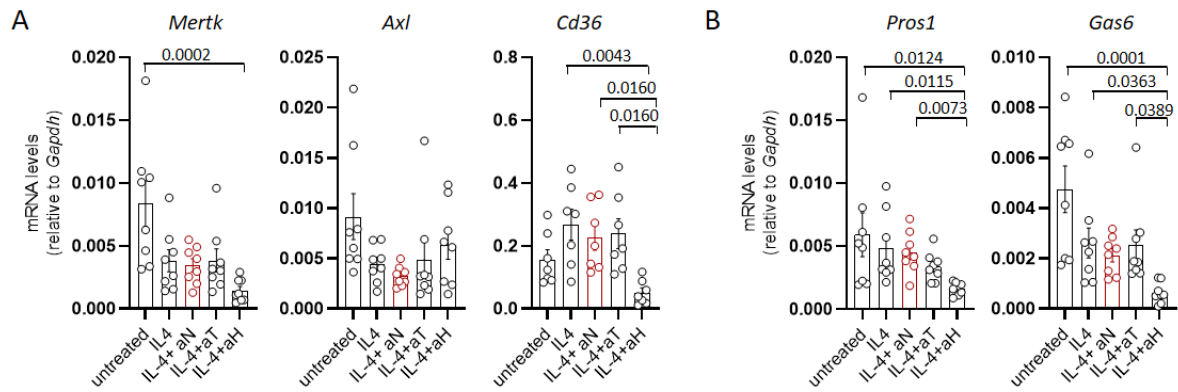 A
B
Mertk
Axl
Cd36
Pros1
Gas6
mRNA levels
(relative to Gapdh)
0.020
0.015
0.010
0.005
0.000
0.0002
untreated
IL4
IL-4+ aN
IL-4+aT
IL-4+aH
0.025
0.020
0.015
0.010
0.005
0.000
untreated
IL4
IL-4+ aN
IL-4+aT
IL-4+aH
0.8
0.6
0.4
0.2
0.0
0.0043
0.0160
0.0160
untreated
IL4
IL-4+ aN
IL-4+aT
IL-4+aH
mRNA levels
(relative to Gapdh)
0.020
0.015
0.010
0.005
0.000
0.0124
0.0115
0.0073
untreated
IL4
IL-4+ aN
IL-4+aT
IL-4+aH
0.010
0.008
0.006
0.004
0.002
0.000
0.0001
0.0363
0.0389
untreated
IL4
IL-4+ aN
IL-4+aT
IL-4+aH